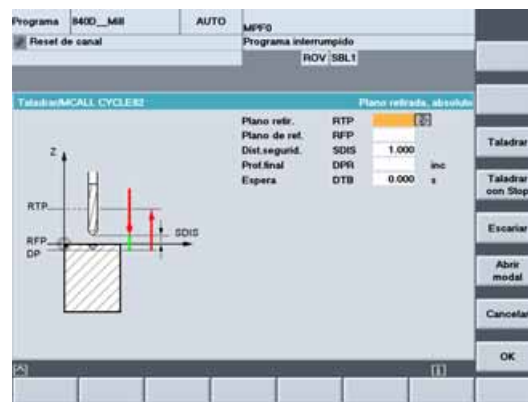 Programa 840D__Mill AUTO MPF0
Reset de canal Programa interrumpido
ROV SBL1
Taladrar/MCALL CYCLE82 Plano retirada, absoluto
Plano retir. RTP
Plano de ref. RFP
Dist.segurid. SDIS 1.000
Prof.final DPR inc
Espera DTB 0.000 s
Z
RTP
RFP
DP
SDIS
Taladrar
Taladrar
con Stop
Escariar
Abrir
modal
Cancelar
OK